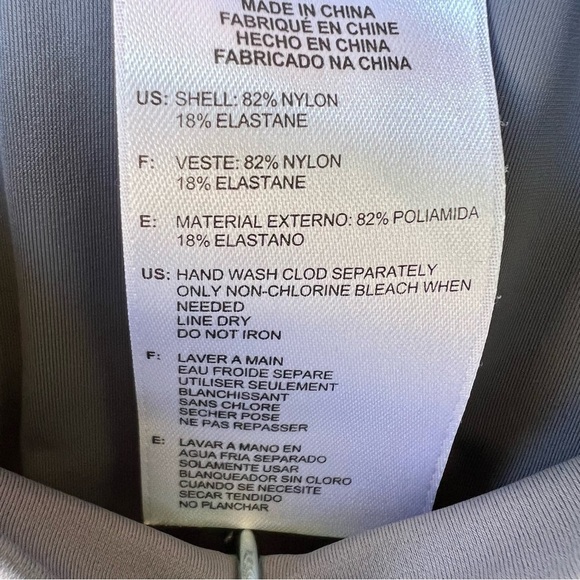 MADE IN CHINA
FABRIQUÉ EN CHINE
HECHO EN CHINA
FABRICADO NA CHINA
US: SHELL: 82% NYLON
18% ELASTANE
F: VESTE: 82% NYLON
18% ELASTANE
E: MATERIAL EXTERNO: 82% POLIAMIDA
18% ELASTANO
US: HAND WASH CLOD SEPARATELY
ONLY NON-CHLORINE BLEACH WHEN
NEEDED
LINE DRY
DO NOT IRON
F: LAVER A MAIN
EAU FROIDE SEPARE
UTILISER SEULEMENT
BLANCHISSANT
SANS CHLORE
SECHER POSE
NE PAS REPASSER
E: LAVAR A MANO EN
AGUA FRIA SEPARADO
SOLAMENTE USAR
BLANQUEADOR SIN CLORO
CUANDO SE NECESITE
SECAR TENDIDO
NO PLANCHAR